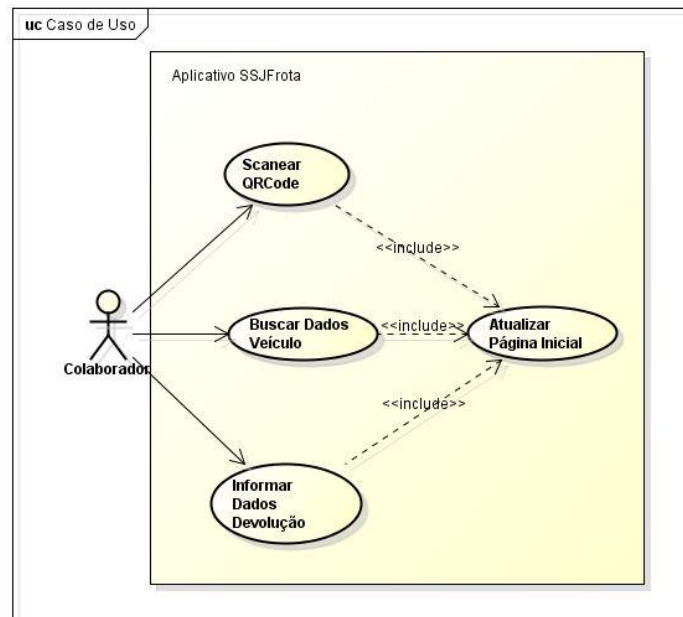 uc Caso de Uso
Aplicativo SSJFrota
Scanear
QRCode
<<include>>
Buscar Dados
Veículo
<<include>>
Atualizar
Página Inicial
Colaborador
<<include>>
Informar
Dados
Devolução